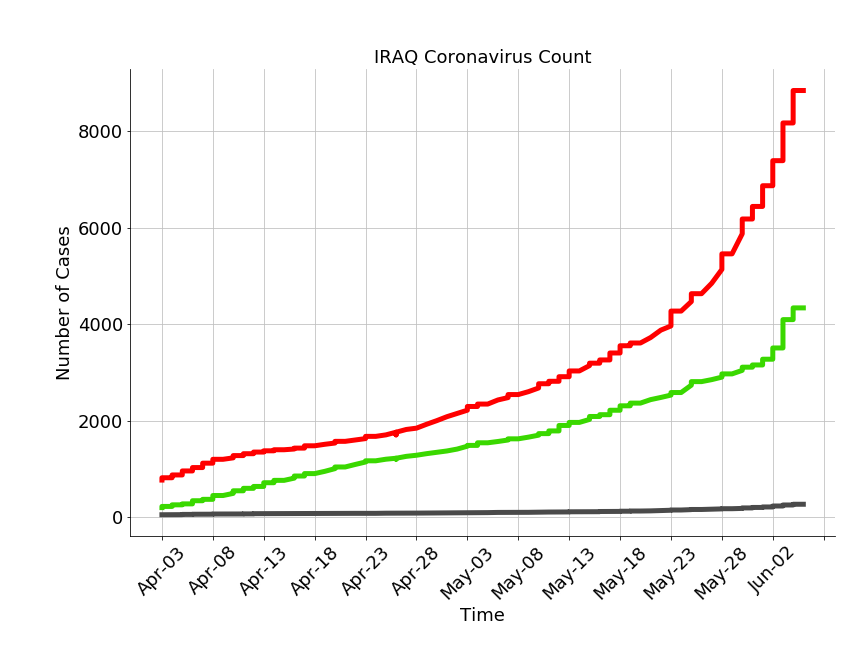 IRAQ Coronavirus Count
8000
6000
4000
2000
0
Number of Cases
Apr-03
Apr-08
Apr-13
Apr-18
Apr-23
Apr-28
May-03
May-08
May-13
May-18
May-23
May-28
Jun-02
Time